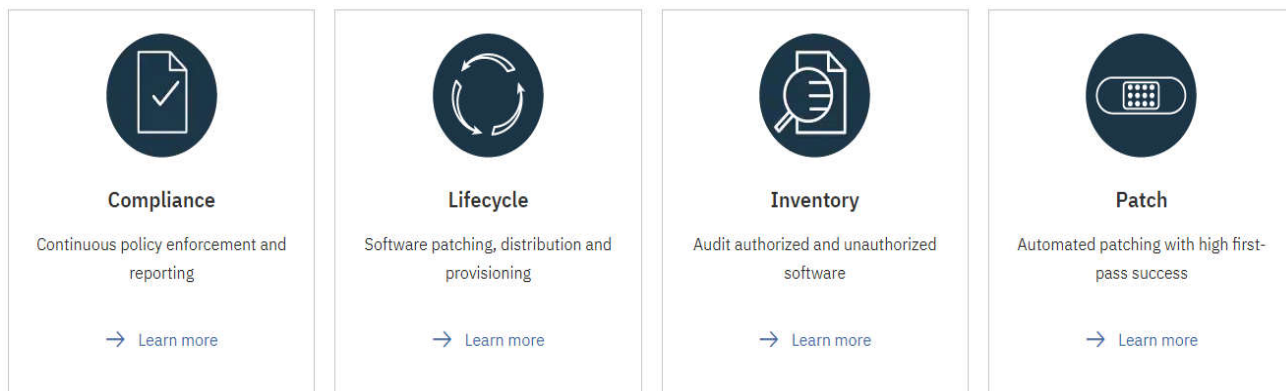 Compliance
Continuous policy enforcement and
reporting
→ Learn more
Lifecycle
Software patching, distribution and
provisioning
→ Learn more
Inventory
Audit authorized and unauthorized
software
→ Learn more
Patch
Automated patching with high first-
pass success
→ Learn more